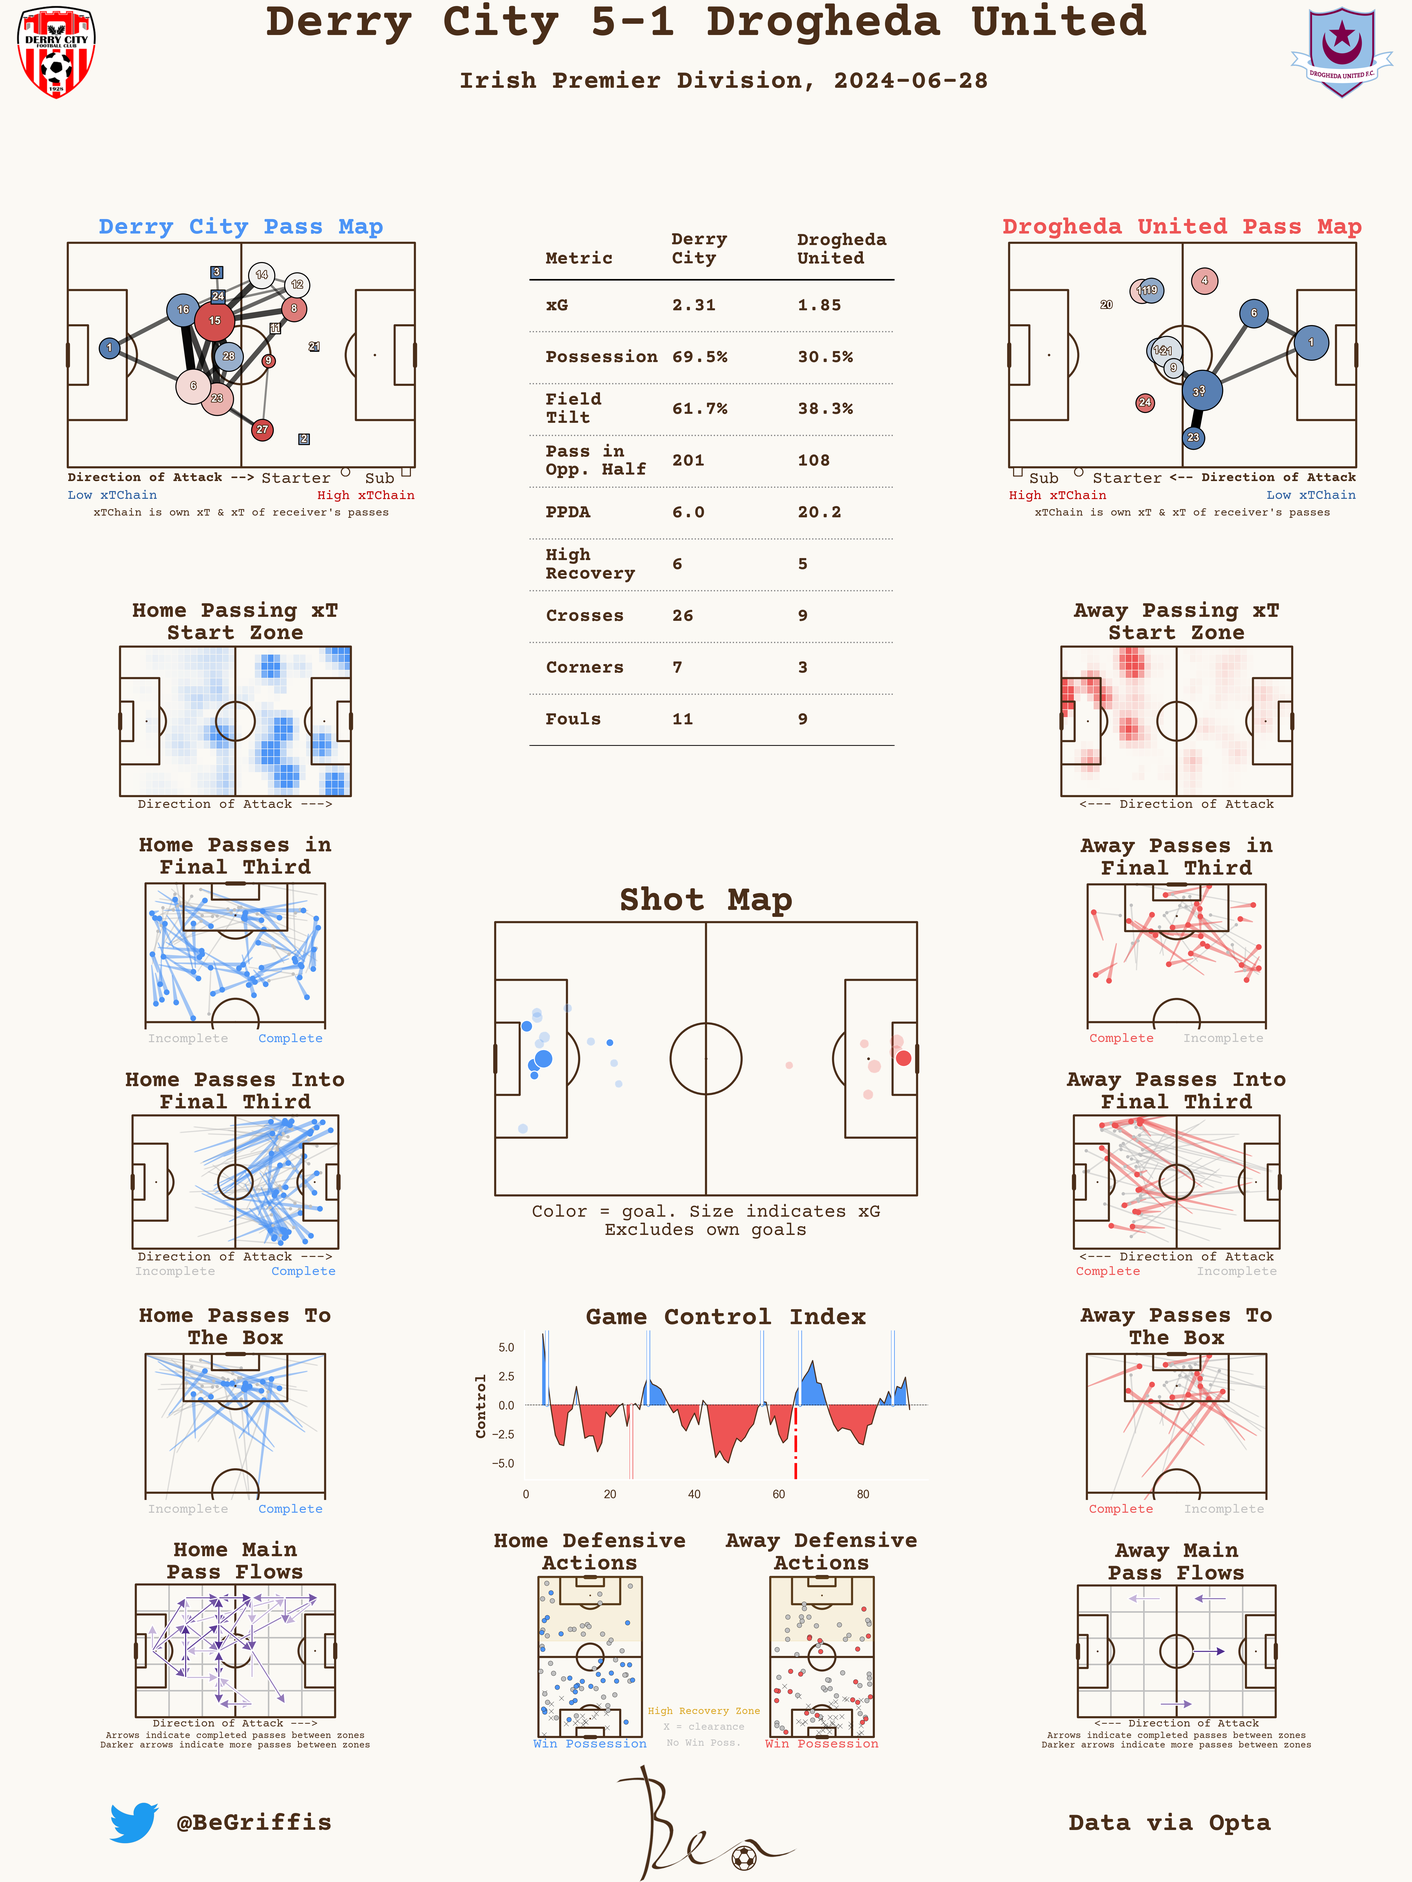 Derry City 5-1 Drogheda United
Irish Premier Division, 2024-06-28
DERRY CITY
FOOTBALL CLUB
1928
DROGHEDA UNITED F.C.
Derry City Pass Map
3
14
24
12
16
15
8
11
1
28
9
21
6
23
27
2
Direction of Attack --> Starter Sub
Low xTChain High xTChain
xTChain is own xT & xT of receiver's passes
Metric Derry City Drogheda United
xG 2.31 1.85
Possession 69.5% 30.5%
Field Tilt 61.7% 38.3%
Pass in Opp. Half 201 108
PPDA 6.0 20.2
High Recovery 6 5
Crosses 26 9
Corners 7 3
Fouls 11 9
Drogheda United Pass Map
4
19
20
6
1
21
9
3
24
23
Sub Starter <-- Direction of Attack
High xTChain Low xTChain
xTChain is own xT & xT of receiver's passes
Home Passing xT
Start Zone
Direction of Attack --->
Away Passing xT
Start Zone
<--- Direction of Attack
Home Passes in
Final Third
Incomplete Complete
Away Passes in
Final Third
Complete Incomplete
Shot Map
Color = goal. Size indicates xG
Excludes own goals
Home Passes Into
Final Third
Direction of Attack --->
Incomplete Complete
Away Passes Into
Final Third
<--- Direction of Attack
Complete Incomplete
Home Passes To
The Box
Incomplete Complete
Game Control Index
Control
5.0
2.5
0.0
−2.5
−5.0
0 20 40 60 80
Away Passes To
The Box
Complete Incomplete
Home Main
Pass Flows
Direction of Attack --->
Arrows indicate completed passes between zones
Darker arrows indicate more passes between zones
Home Defensive
Actions
Win Possession
High Recovery Zone
X = clearance
No Win Poss.
Away Defensive
Actions
Win Possession
Away Main
Pass Flows
<--- Direction of Attack
Arrows indicate completed passes between zones
Darker arrows indicate more passes between zones
@BeGriffis
Ben
Data via Opta